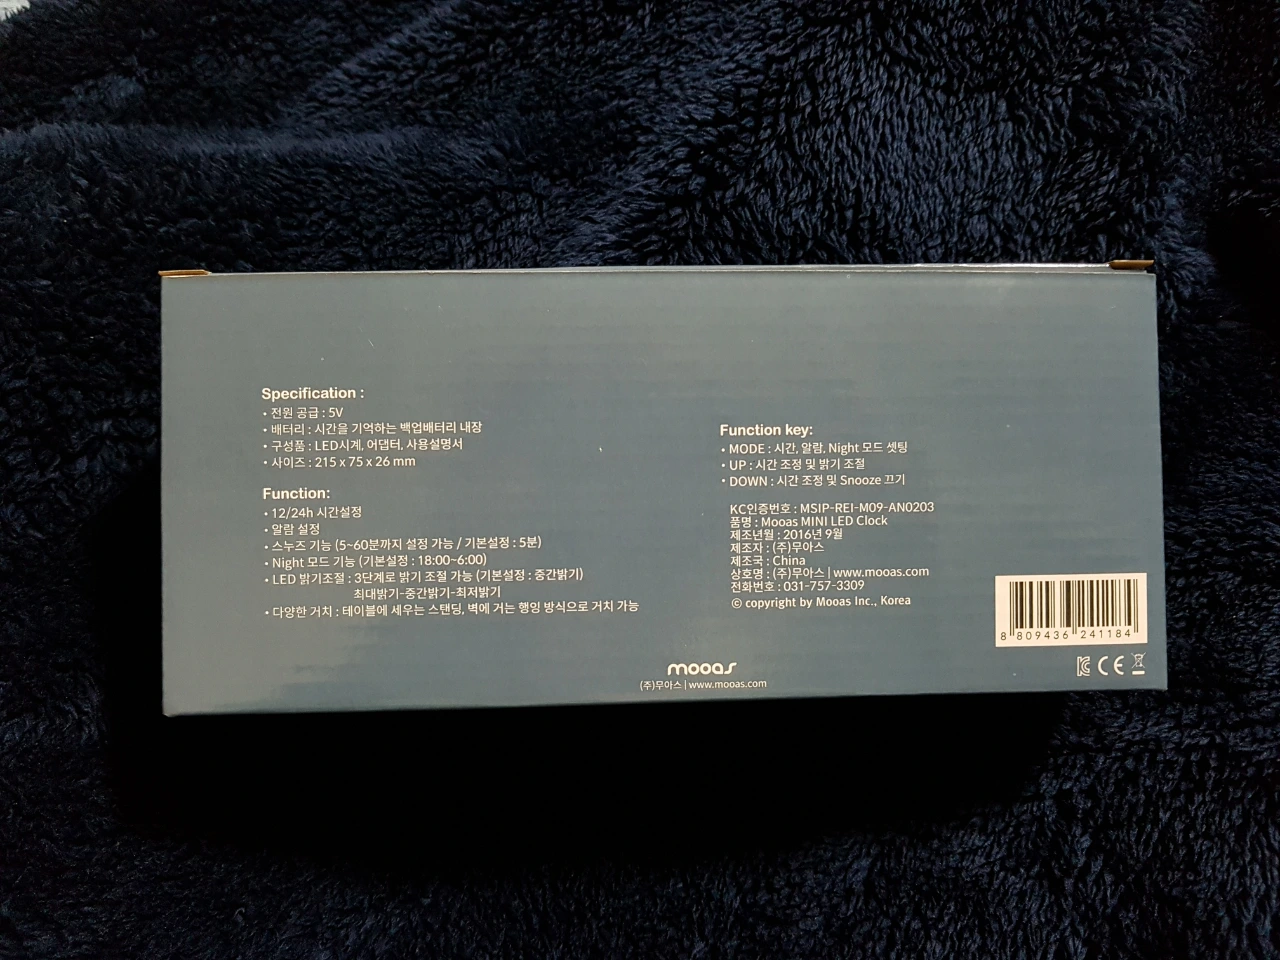 Specification :
• 전원 공급 : 5V
• 배터리 : 시간을 기억하는 백업배터리 내장
• 구성품 : LED시계, 어댑터, 사용설명서
• 사이즈 : 215 x 75 x 26 mm
Function:
• 12/24h 시간설정
• 알람 설정
• 스누즈 기능 (5~60분까지 설정 가능 / 기본설정 : 5분)
• Night 모드 기능 (기본설정 : 18:00~6:00)
• LED 밝기조절 : 3단계로 밝기 조절 가능 (기본설정 : 중간밝기)
최대밝기-중간밝기-최저밝기
• 다양한 거치 : 테이블에 세우는 스탠딩, 벽에 거는 행잉 방식으로 거치 가능
Function key:
• MODE : 시간, 알람, Night 모드 셋팅
• UP : 시간 조정 및 밝기 조절
• DOWN : 시간 조정 및 Snooze 끄기
KC인증번호 : MSIP-REI-M09-AN0203
품명 : Mooas MINI LED Clock
제조년월 : 2016년 9월
제조자 : (주)무아스
제조국 : China
상호명 : (주)무아스 | www.mooas.com
전화번호 : 031-757-3309
© copyright by Mooas Inc., Korea
8 809436 241184
CE
mooas
(주)무아스 | www.mooas.com